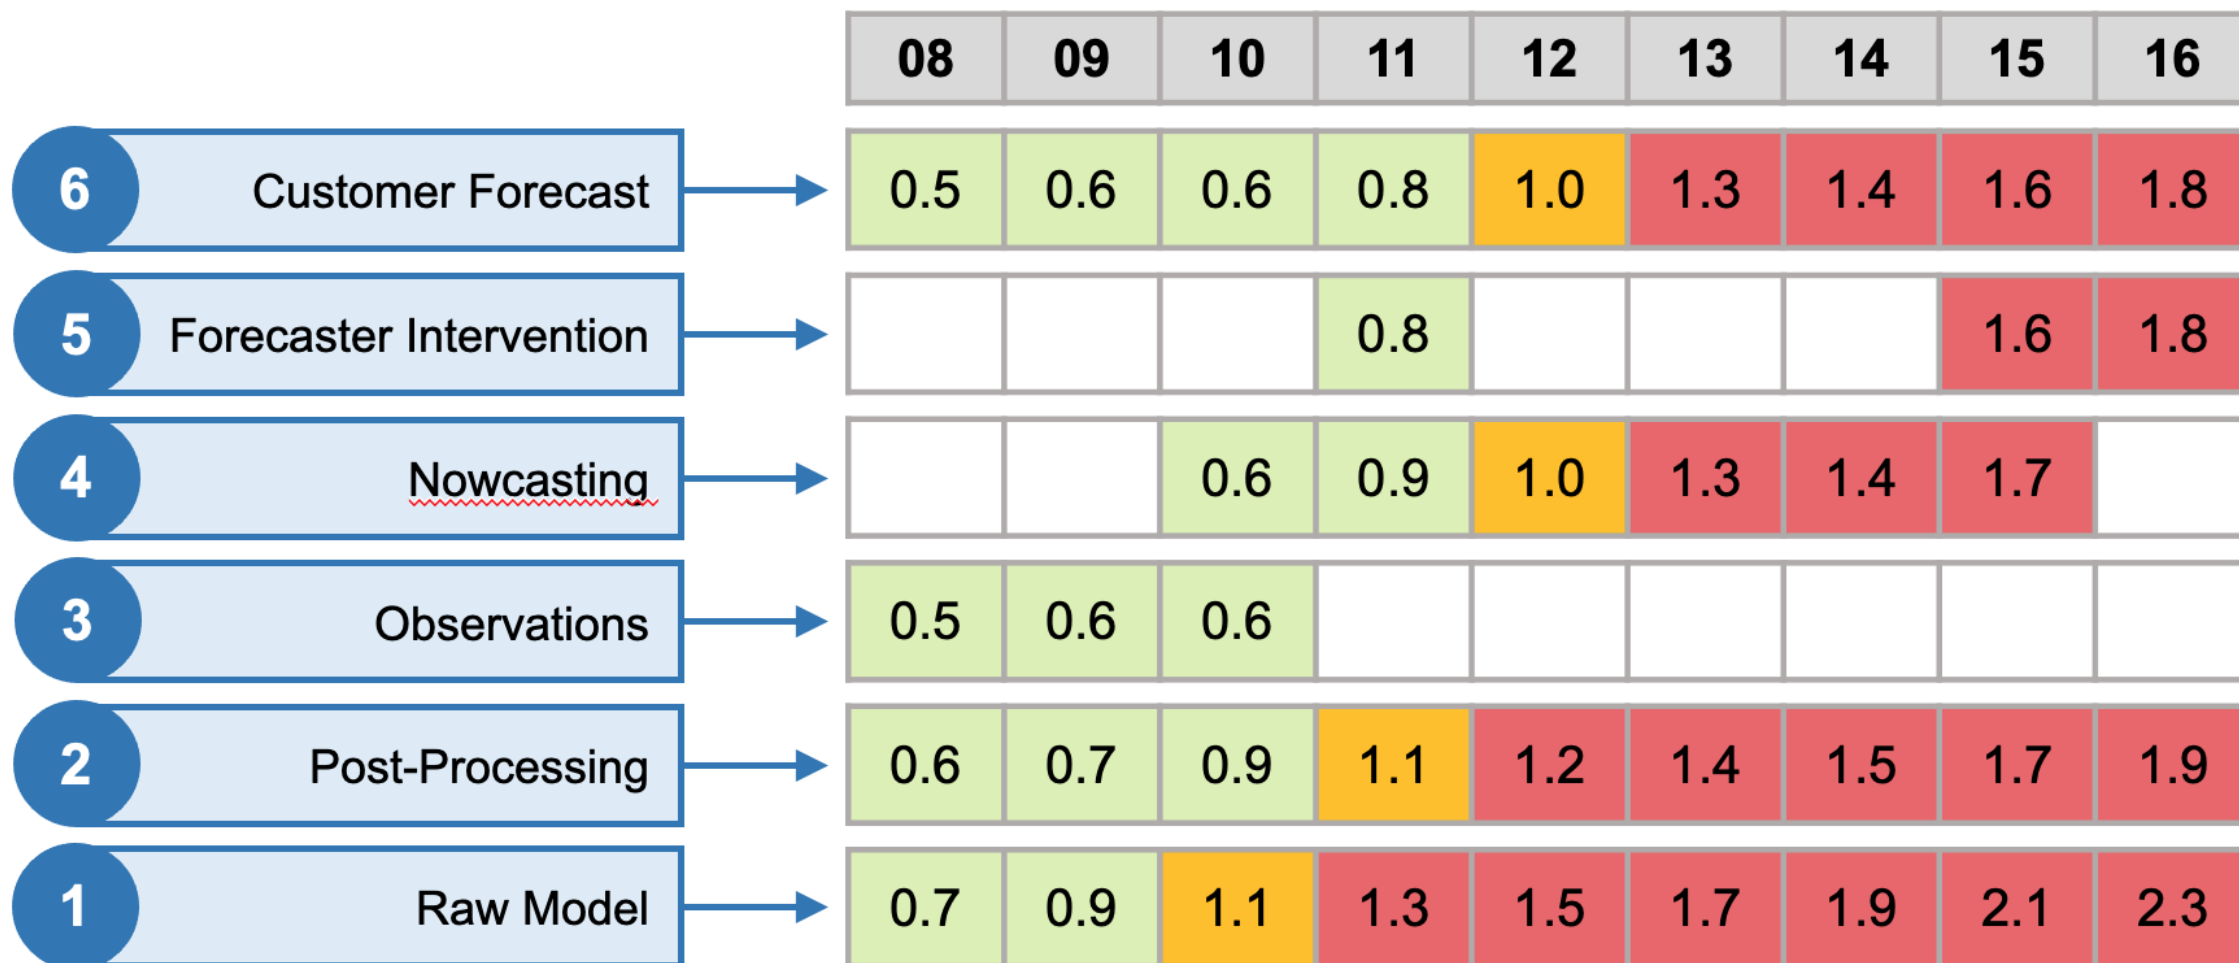 08 09 10 11 12 13 14 15 16
6 Customer Forecast 0.5 0.6 0.6 0.8 1.0 1.3 1.4 1.6 1.8
5 Forecaster Intervention 0.8 1.6 1.8
4 Nowcasting 0.6 0.9 1.0 1.3 1.4 1.7
3 Observations 0.5 0.6 0.6
2 Post-Processing 0.6 0.7 0.9 1.1 1.2 1.4 1.5 1.7 1.9
1 Raw Model 0.7 0.9 1.1 1.3 1.5 1.7 1.9 2.1 2.3